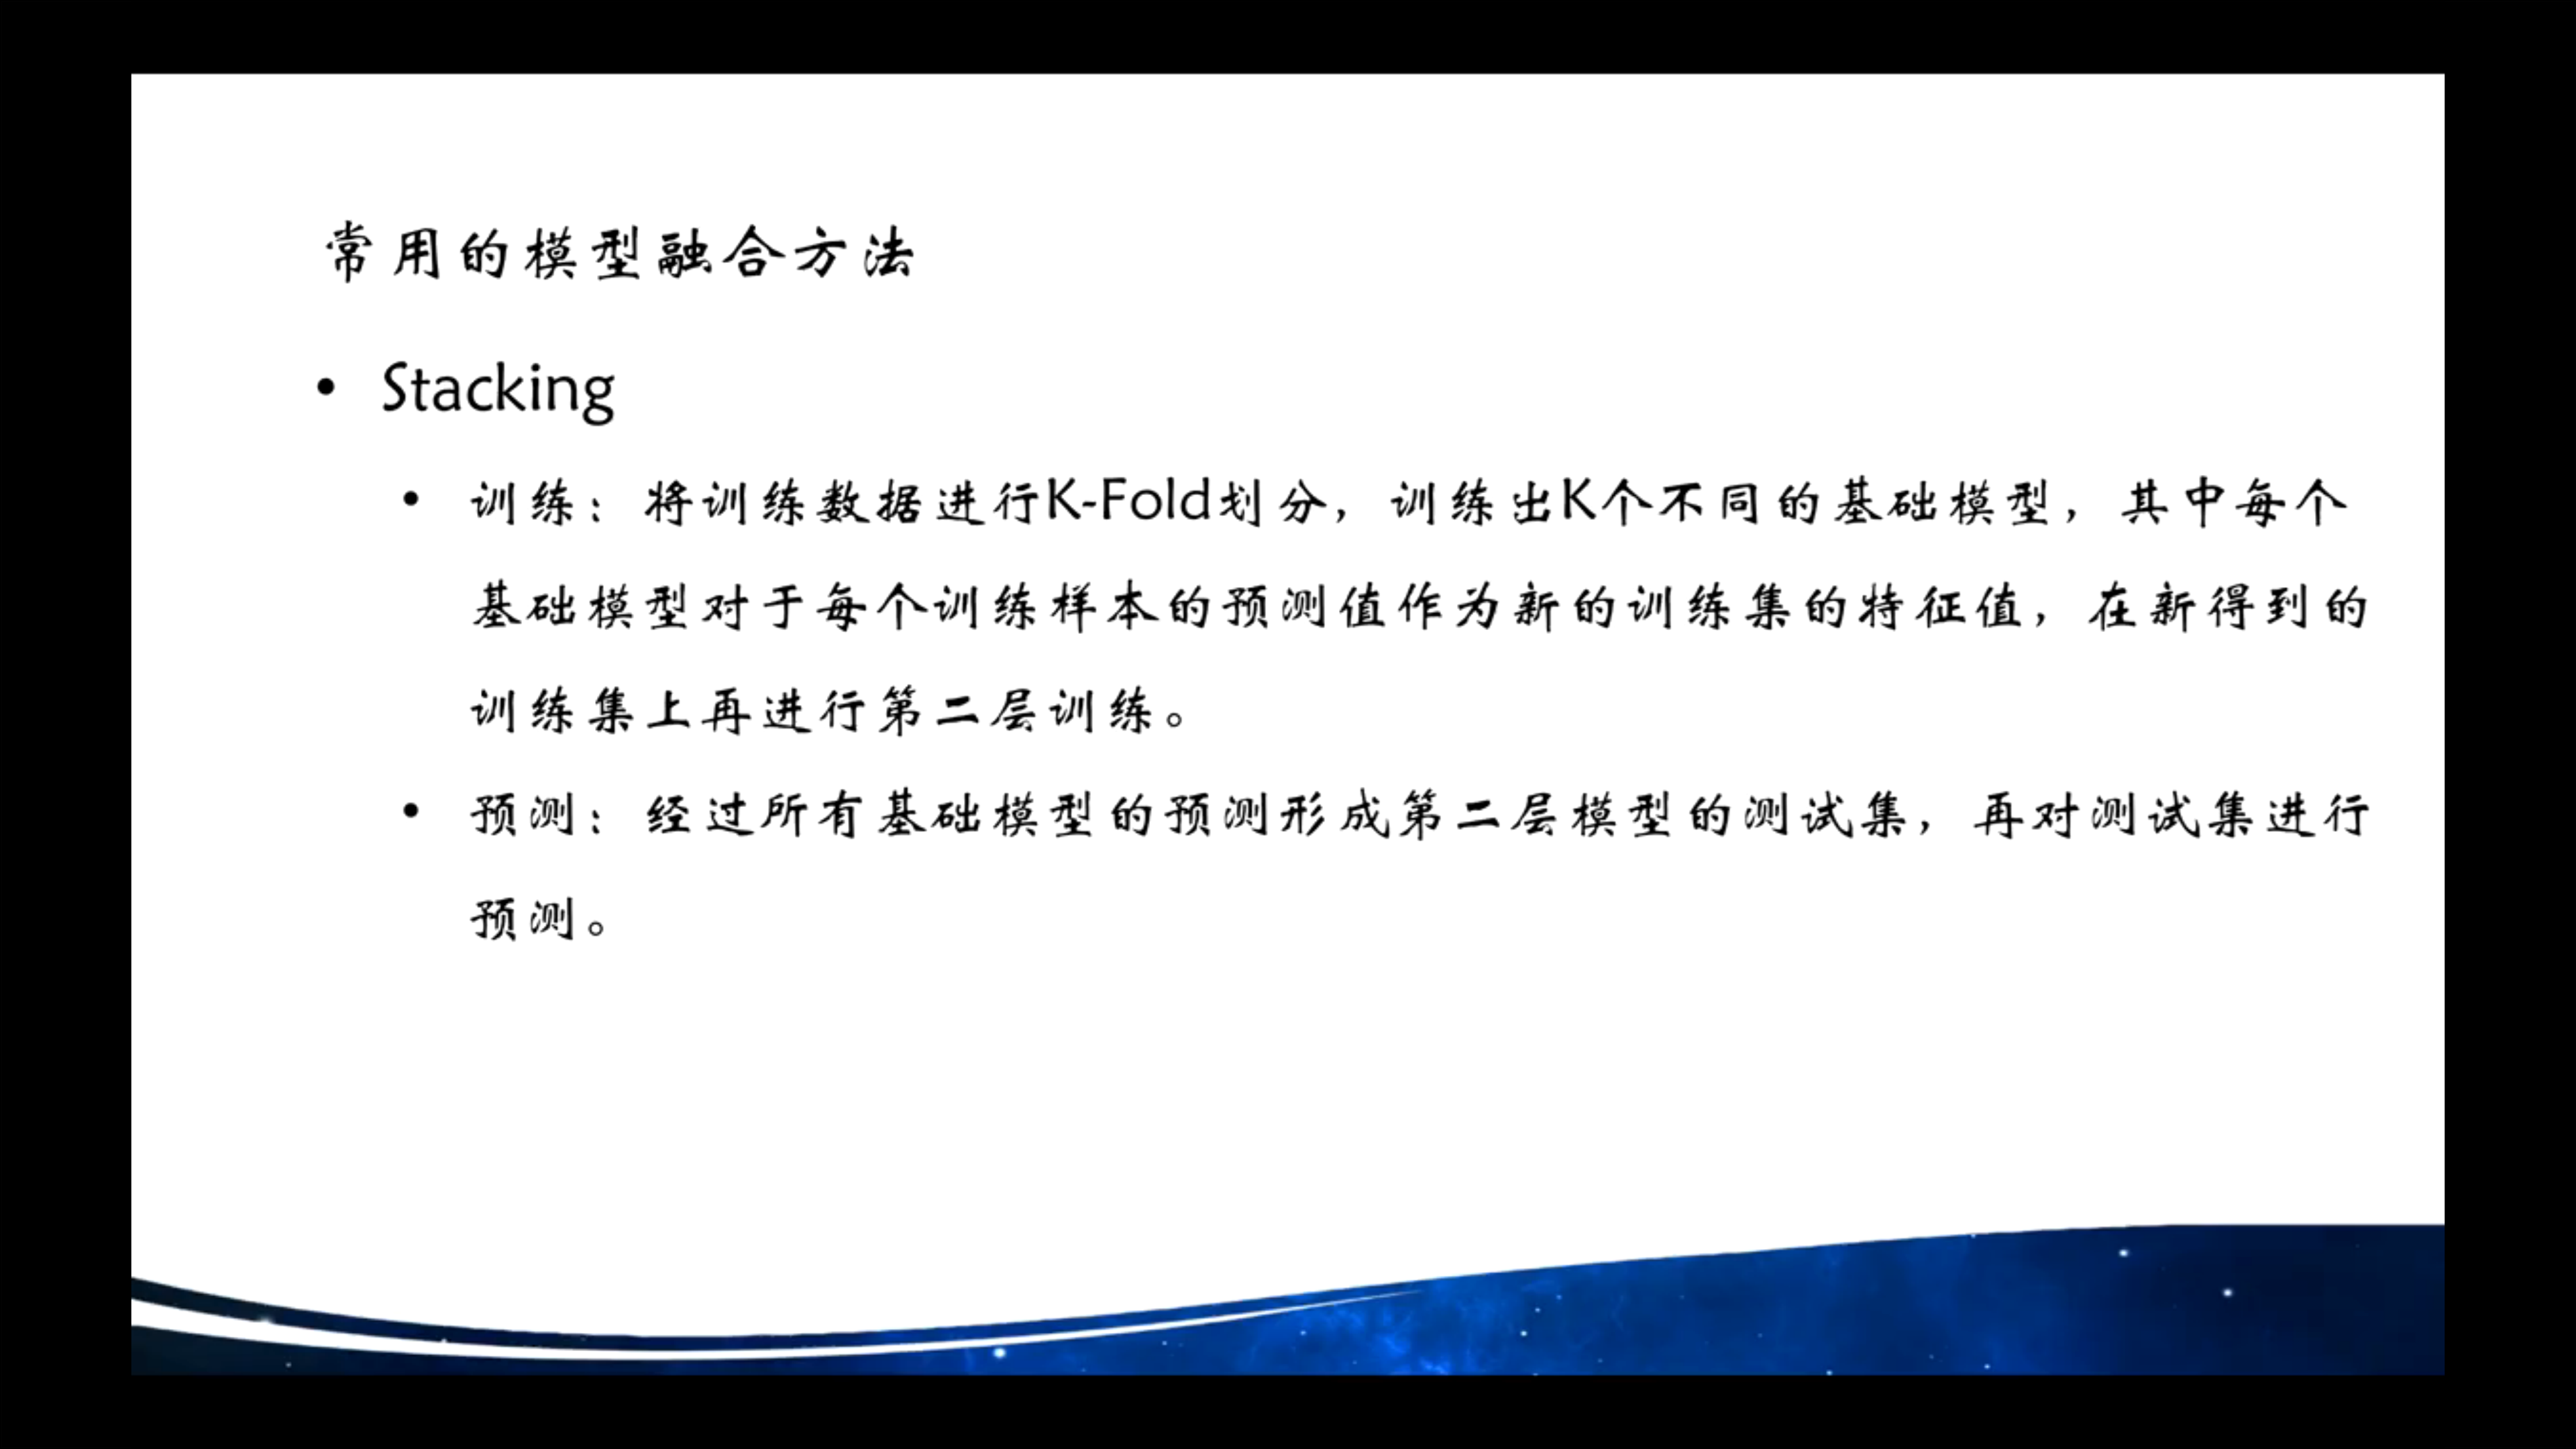 常用的模型融合方法
• Stacking
• 训练：将训练数据进行K-Fold划分，训练出K个不同的基础模型，其中每个
基础模型对于每个训练样本的预测值作为新的训练集的特征值，在新得到的
训练集上再进行第二层训练。
• 预测：经过所有基础模型的预测形成第二层模型的测试集，再对测试集进行
预测。